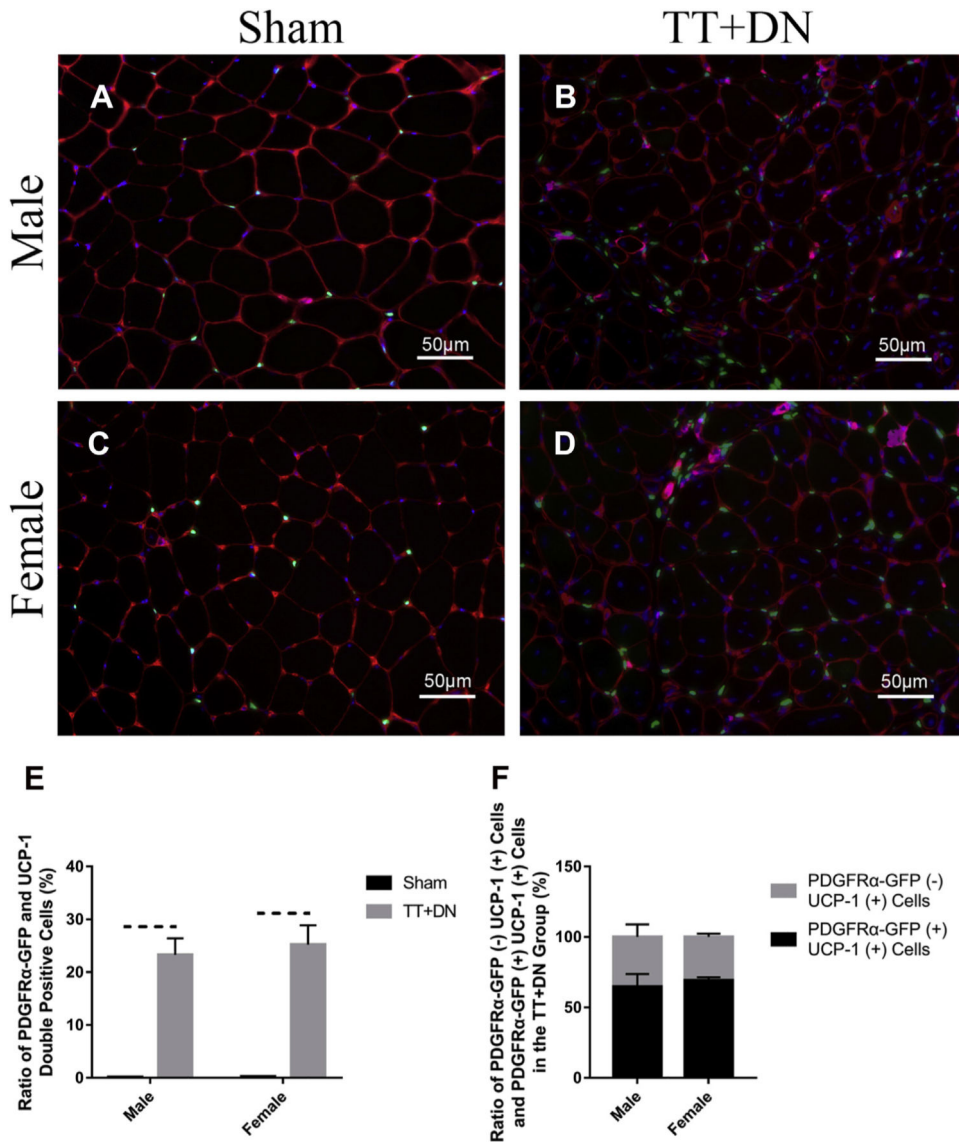 Sham
TT+DN
Male
A
50µm
B
50µm
Female
C
50µm
D
50µm
E
Ratio of PDGFRα-GFP and UCP-1
Double Positive Cells (%)
40
30
20
10
0
Male
Female
Sham
TT+DN
F
Ratio of PDGFRα-GFP (-) UCP-1 (+) Cells
and PDGFRα-GFP (+) UCP-1 (+) Cells
in the TT+DN Group (%)
150
100
50
0
Male
Female
PDGFRα-GFP (-)
UCP-1 (+) Cells
PDGFRα-GFP (+)
UCP-1 (+) Cells